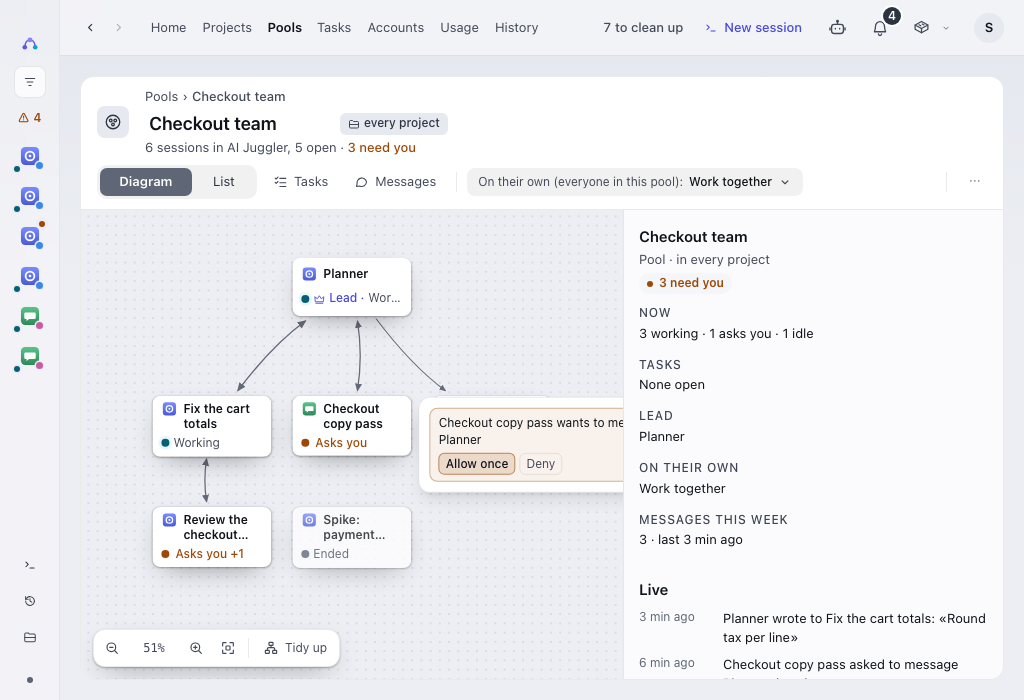 Home Projects Pools Tasks Accounts Usage History 7 to clean up New session 4 S
4
Pools › Checkout team
Checkout team every project
6 sessions in AI Juggler, 5 open · 3 need you
Diagram List Tasks Messages On their own (everyone in this pool): Work together
Planner
Lead · Wor...
Fix the cart
totals
Working
Checkout
copy pass
Asks you
Checkout copy pass wants to me
Planner
Allow once Deny
Review the
checkout...
Asks you +1
Spike:
payment...
Ended
51% Tidy up
Checkout team
Pool · in every project
3 need you
NOW
3 working · 1 asks you · 1 idle
TASKS
None open
LEAD
Planner
ON THEIR OWN
Work together
MESSAGES THIS WEEK
3 · last 3 min ago
Live
3 min ago Planner wrote to Fix the cart totals: «Round
tax per line»
6 min ago Checkout copy pass asked to message